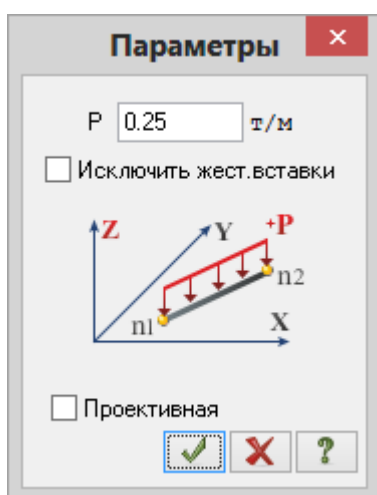 Параметры
P 0.25 т/м
Исключить жест.вставки
Z Y +P
n2
n1 X
Проективная
?